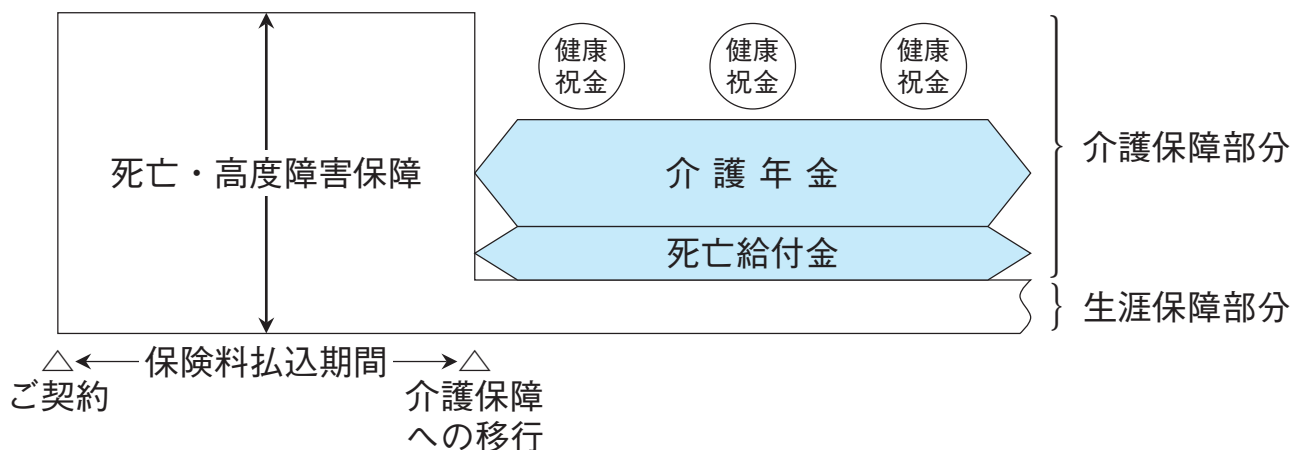 健康
祝金
健康
祝金
健康
祝金
死亡・高度障害保障
介護年金
介護保障部分
死亡給付金
生涯保障部分
保険料払込期間
ご契約
介護保障
への移行